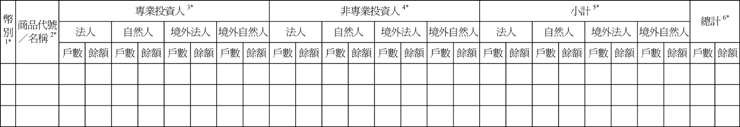 幣別 1* 商品代號／名稱 2* 專業投資人 3* 非專業投資人 4* 小計 5* 總計 6*
法人 自然人 境外法人 境外自然人 法人 自然人 境外法人 境外自然人 法人 自然人 境外法人 境外自然人
戶數 餘額 戶數 餘額 戶數 餘額 戶數 餘額 戶數 餘額 戶數 餘額 戶數 餘額 戶數 餘額 戶數 餘額 戶數 餘額 戶數 餘額 戶數 餘額 戶數 餘額